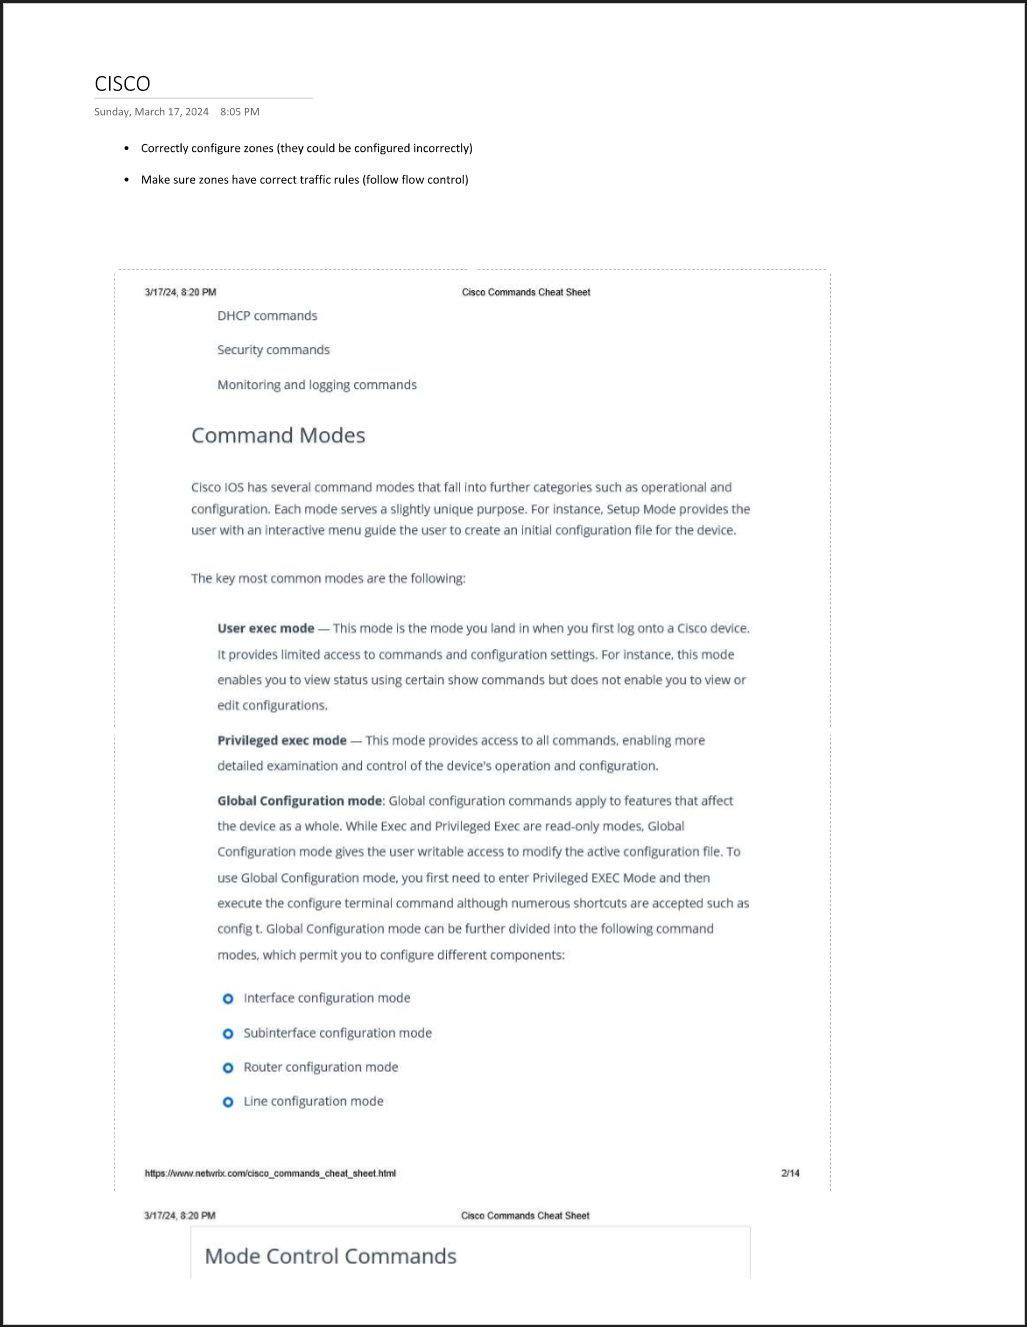 CISCO
Sunday, March 17, 2024 8:05 PM
• Correctly configure zones (they could be configured incorrectly)
• Make sure zones have correct traffic rules (follow flow control)
3/17/24, 8:20 PM Cisco Commands Cheat Sheet
DHCP commands
Security commands
Monitoring and logging commands
Command Modes
Cisco IOS has several command modes that fall into further categories such as operational and
configuration. Each mode serves a slightly unique purpose. For instance, Setup Mode provides the
user with an interactive menu guide the user to create an initial configuration file for the device.
The key most common modes are the following:
User exec mode — This mode is the mode you land in when you first log onto a Cisco device.
It provides limited access to commands and configuration settings. For instance, this mode
enables you to view status using certain show commands but does not enable you to view or
edit configurations.
Privileged exec mode — This mode provides access to all commands, enabling more
detailed examination and control of the device's operation and configuration.
Global Configuration mode: Global configuration commands apply to features that affect
the device as a whole. While Exec and Privileged Exec are read-only modes, Global
Configuration mode gives the user writable access to modify the active configuration file. To
use Global Configuration mode, you first need to enter Privileged EXEC Mode and then
execute the configure terminal command although numerous shortcuts are accepted such as
config t. Global Configuration mode can be further divided into the following command
modes, which permit you to configure different components:
Interface configuration mode
Subinterface configuration mode
Router configuration mode
Line configuration mode
https://www.netwrix.com/cisco_commands_cheat_sheet.html 2/14
3/17/24, 8:20 PM Cisco Commands Cheat Sheet
Mode Control Commands